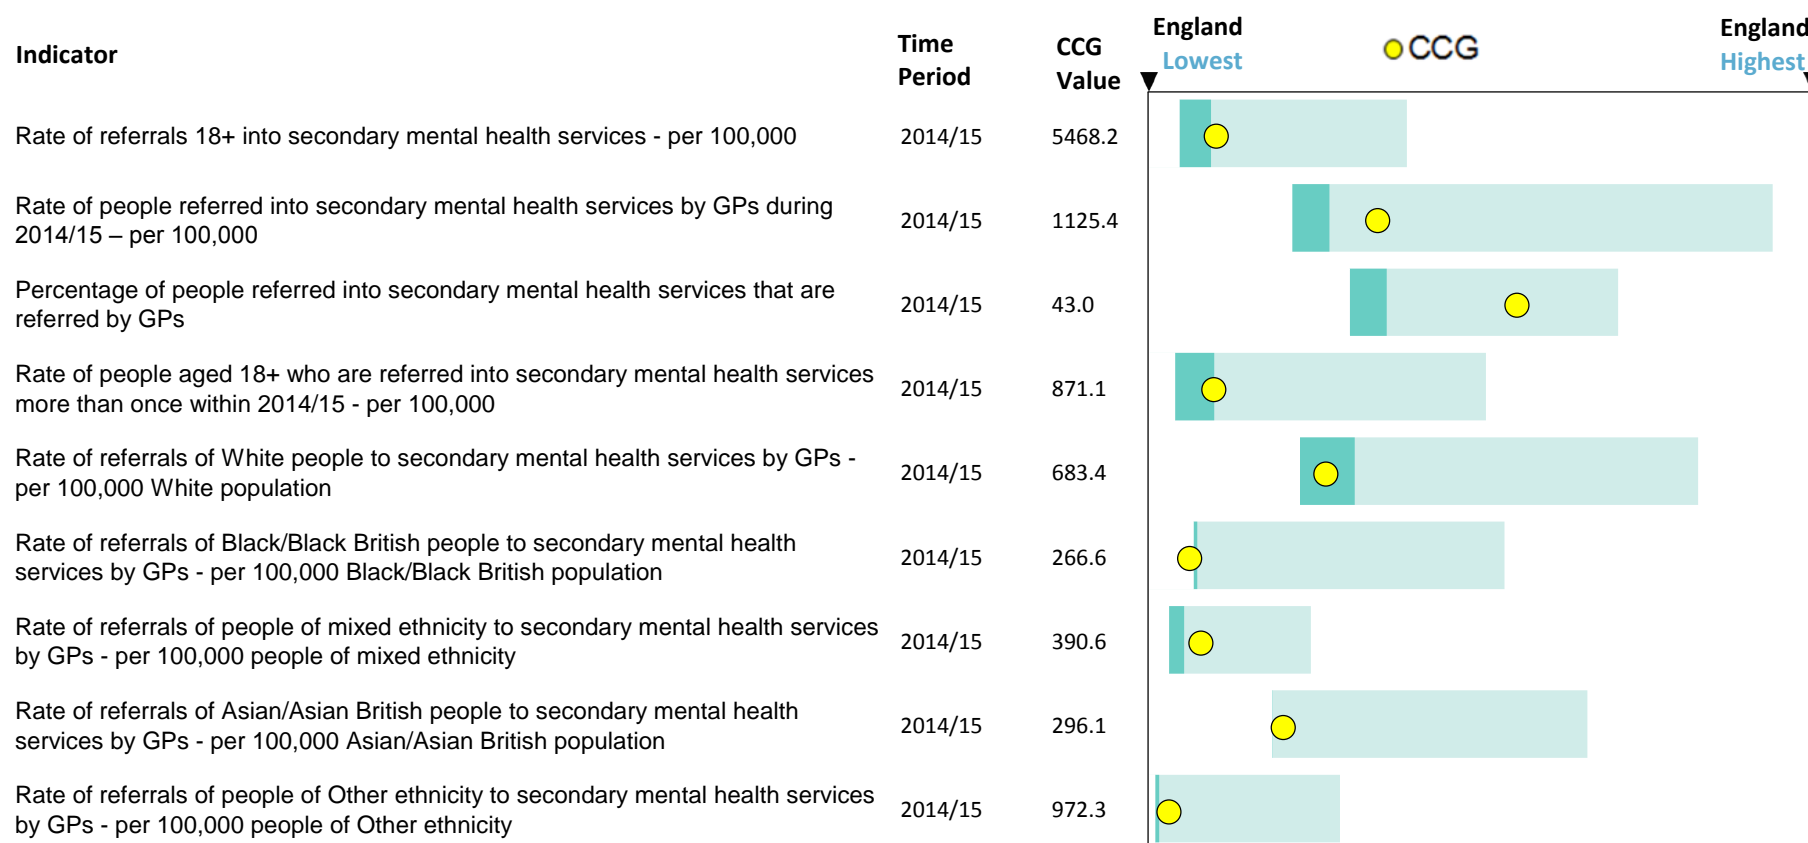 Indicator
Time
Period
CCG
Value
England
Lowest
CCG
England
Highest
Rate of referrals 18+ into secondary mental health services - per 100,000
2014/15
5468.2
Rate of people referred into secondary mental health services by GPs during
2014/15 – per 100,000
2014/15
1125.4
Percentage of people referred into secondary mental health services that are
referred by GPs
2014/15
43.0
Rate of people aged 18+ who are referred into secondary mental health services
more than once within 2014/15 - per 100,000
2014/15
871.1
Rate of referrals of White people to secondary mental health services by GPs -
per 100,000 White population
2014/15
683.4
Rate of referrals of Black/Black British people to secondary mental health
services by GPs - per 100,000 Black/Black British population
2014/15
266.6
Rate of referrals of people of mixed ethnicity to secondary mental health services
by GPs - per 100,000 people of mixed ethnicity
2014/15
390.6
Rate of referrals of Asian/Asian British people to secondary mental health
services by GPs - per 100,000 Asian/Asian British population
2014/15
296.1
Rate of referrals of people of Other ethnicity to secondary mental health services
by GPs - per 100,000 people of Other ethnicity
2014/15
972.3